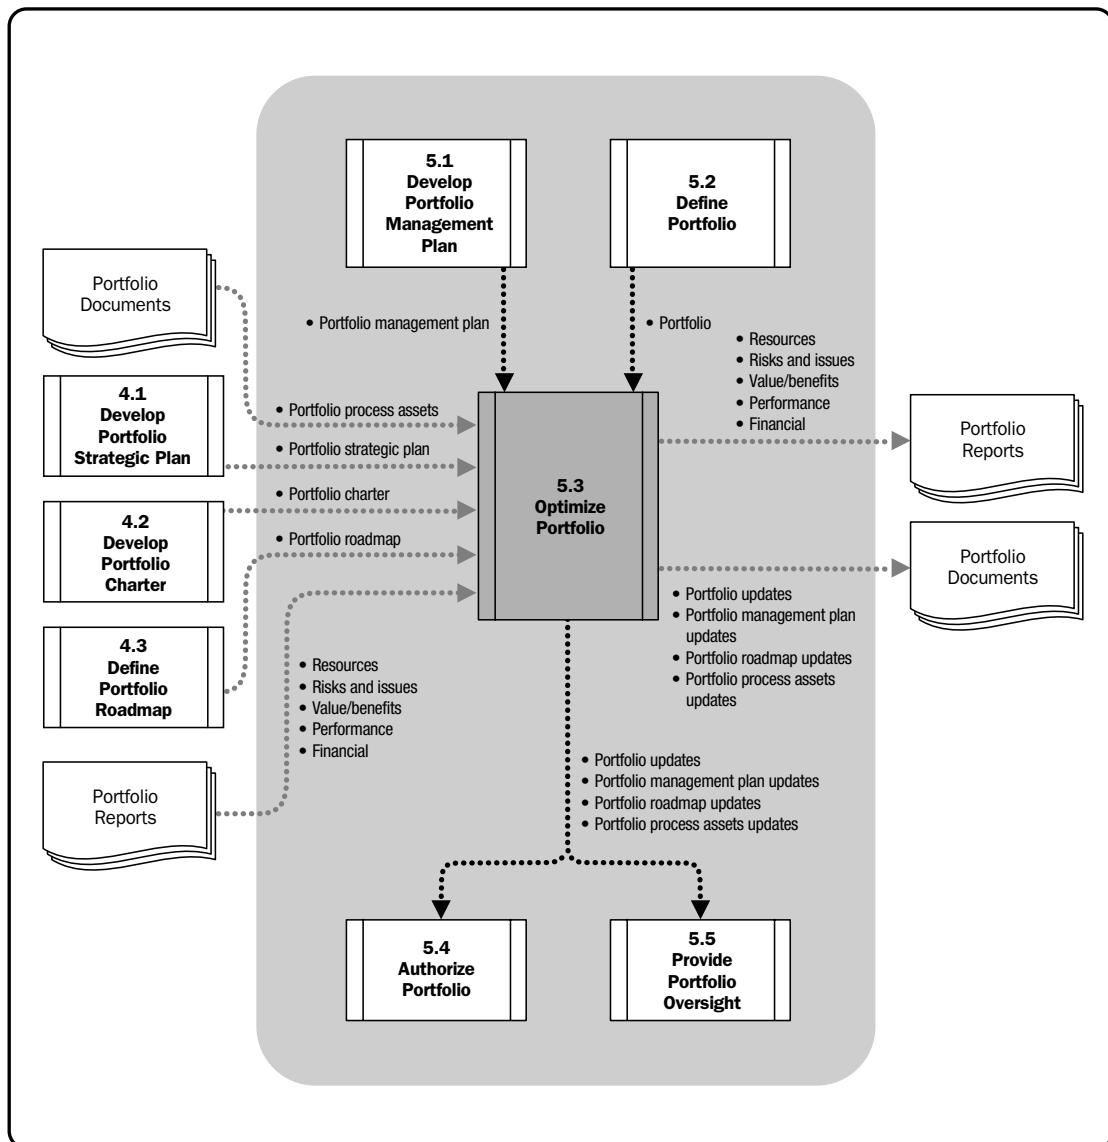 5.1
Develop
Portfolio
Management
Plan
5.2
Define
Portfolio
Portfolio
Documents
• Portfolio management plan
• Portfolio
• Resources
• Risks and issues
• Value/benefits
• Performance
• Financial
4.1
Develop
Portfolio
Strategic Plan
• Portfolio process assets
• Portfolio strategic plan
• Portfolio charter
• Portfolio roadmap
5.3
Optimize
Portfolio
Portfolio
Reports
4.2
Develop
Portfolio
Charter
Portfolio
Documents
• Portfolio updates
• Portfolio management plan
updates
• Portfolio roadmap updates
• Portfolio process assets
updates
4.3
Define
Portfolio
Roadmap
• Resources
• Risks and issues
• Value/benefits
• Performance
• Financial
Portfolio
Reports
• Portfolio updates
• Portfolio management plan updates
• Portfolio roadmap updates
• Portfolio process assets updates
5.4
Authorize
Portfolio
5.5
Provide
Portfolio
Oversight